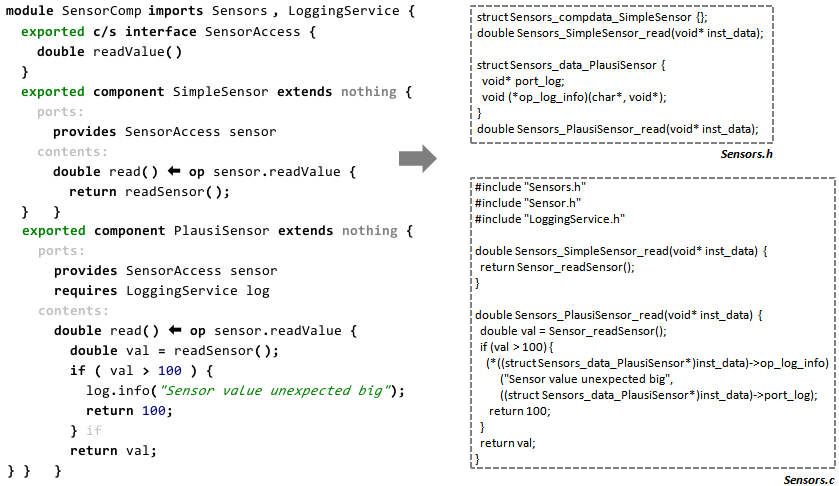 module SensorComp imports Sensors, LoggingService {
exported c/s interface SensorAccess {
double readValue()
}
exported component SimpleSensor extends nothing {
ports:
provides SensorAccess sensor
contents:
double read() ⬅ op sensor.readValue {
return readSensor();
} }
exported component PlausiSensor extends nothing {
ports:
provides SensorAccess sensor
requires LoggingService log
contents:
double read() ⬅ op sensor.readValue {
double val = readSensor();
if ( val > 100 ) {
log.info("Sensor value unexpected big");
return 100;
} if
return val;
} } }
struct Sensors_compdata_SimpleSensor {};
double Sensors_SimpleSensor_read(void* inst_data);
struct Sensors_data_PlausiSensor {
void* port_log;
void (*op_log_info)(char*, void*);
}
double Sensors_PlausiSensor_read(void* inst_data);
Sensors.h
#include "Sensors.h"
#include "Sensor.h"
#include "LoggingService.h"
double Sensors_SimpleSensor_read(void* inst_data) {
return Sensor_readSensor();
}
double Sensors_PlausiSensor_read(void* inst_data) {
double val = Sensor_readSensor();
if (val > 100) {
(*((struct Sensors_data_PlausiSensor*)inst_data)->op_log_info)
("Sensor value unexpected big",
((struct Sensors_data_PlausiSensor*)inst_data)->port_log);
return 100;
}
return val;
}
Sensors.c